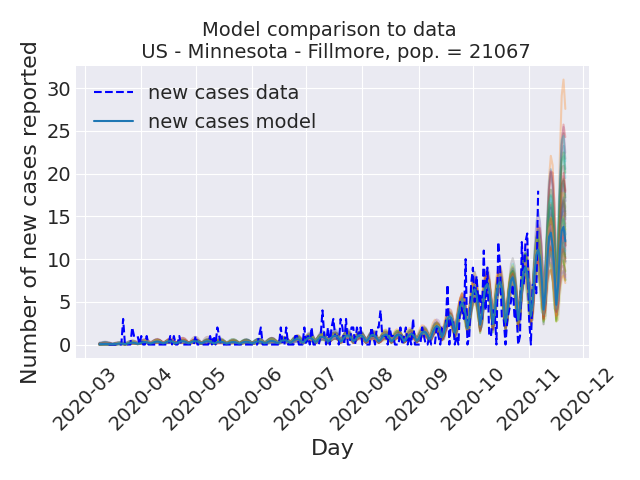 Model comparison to data
US - Minnesota - Fillmore, pop. = 21067
Number of new cases reported
30
25
20
15
10
5
0
new cases data
new cases model
2020-03
2020-04
2020-05
2020-06
2020-07
2020-08
2020-09
2020-10
2020-11
2020-12
Day